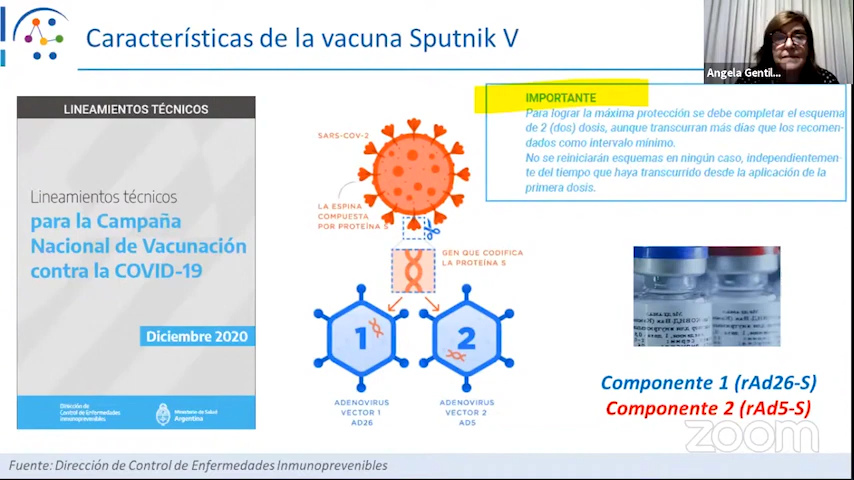 Características de la vacuna Sputnik V
Angela Gentil...
LINEAMIENTOS TÉCNICOS
Lineamientos técnicos
para la Campaña
Nacional de Vacunación
contra la COVID-19
Diciembre 2020
Dirección de
Control de Enfermedades
Inmunoprevenibles
Ministerio de Salud
Argentina
SARS-COV-2
LA ESPINA
COMPUESTA
POR PROTEÍNA S
GEN QUE CODIFICA
LA PROTEÍNA S
1
2
ADENOVIRUS
VECTOR 1
AD26
ADENOVIRUS
VECTOR 2
AD5
IMPORTANTE
Para lograr la máxima protección se debe completar el esquema
de 2 (dos) dosis, aunque transcurran más días que los recomen-
dados como intervalo mínimo.
No se reiniciarán esquemas en ningún caso, independientemen-
te del tiempo que haya transcurrido desde la aplicación de la
primera dosis.
Componente 1 (rAd26-S)
Componente 2 (rAd5-S)
zoom
Fuente: Dirección de Control de Enfermedades Inmunoprevenibles